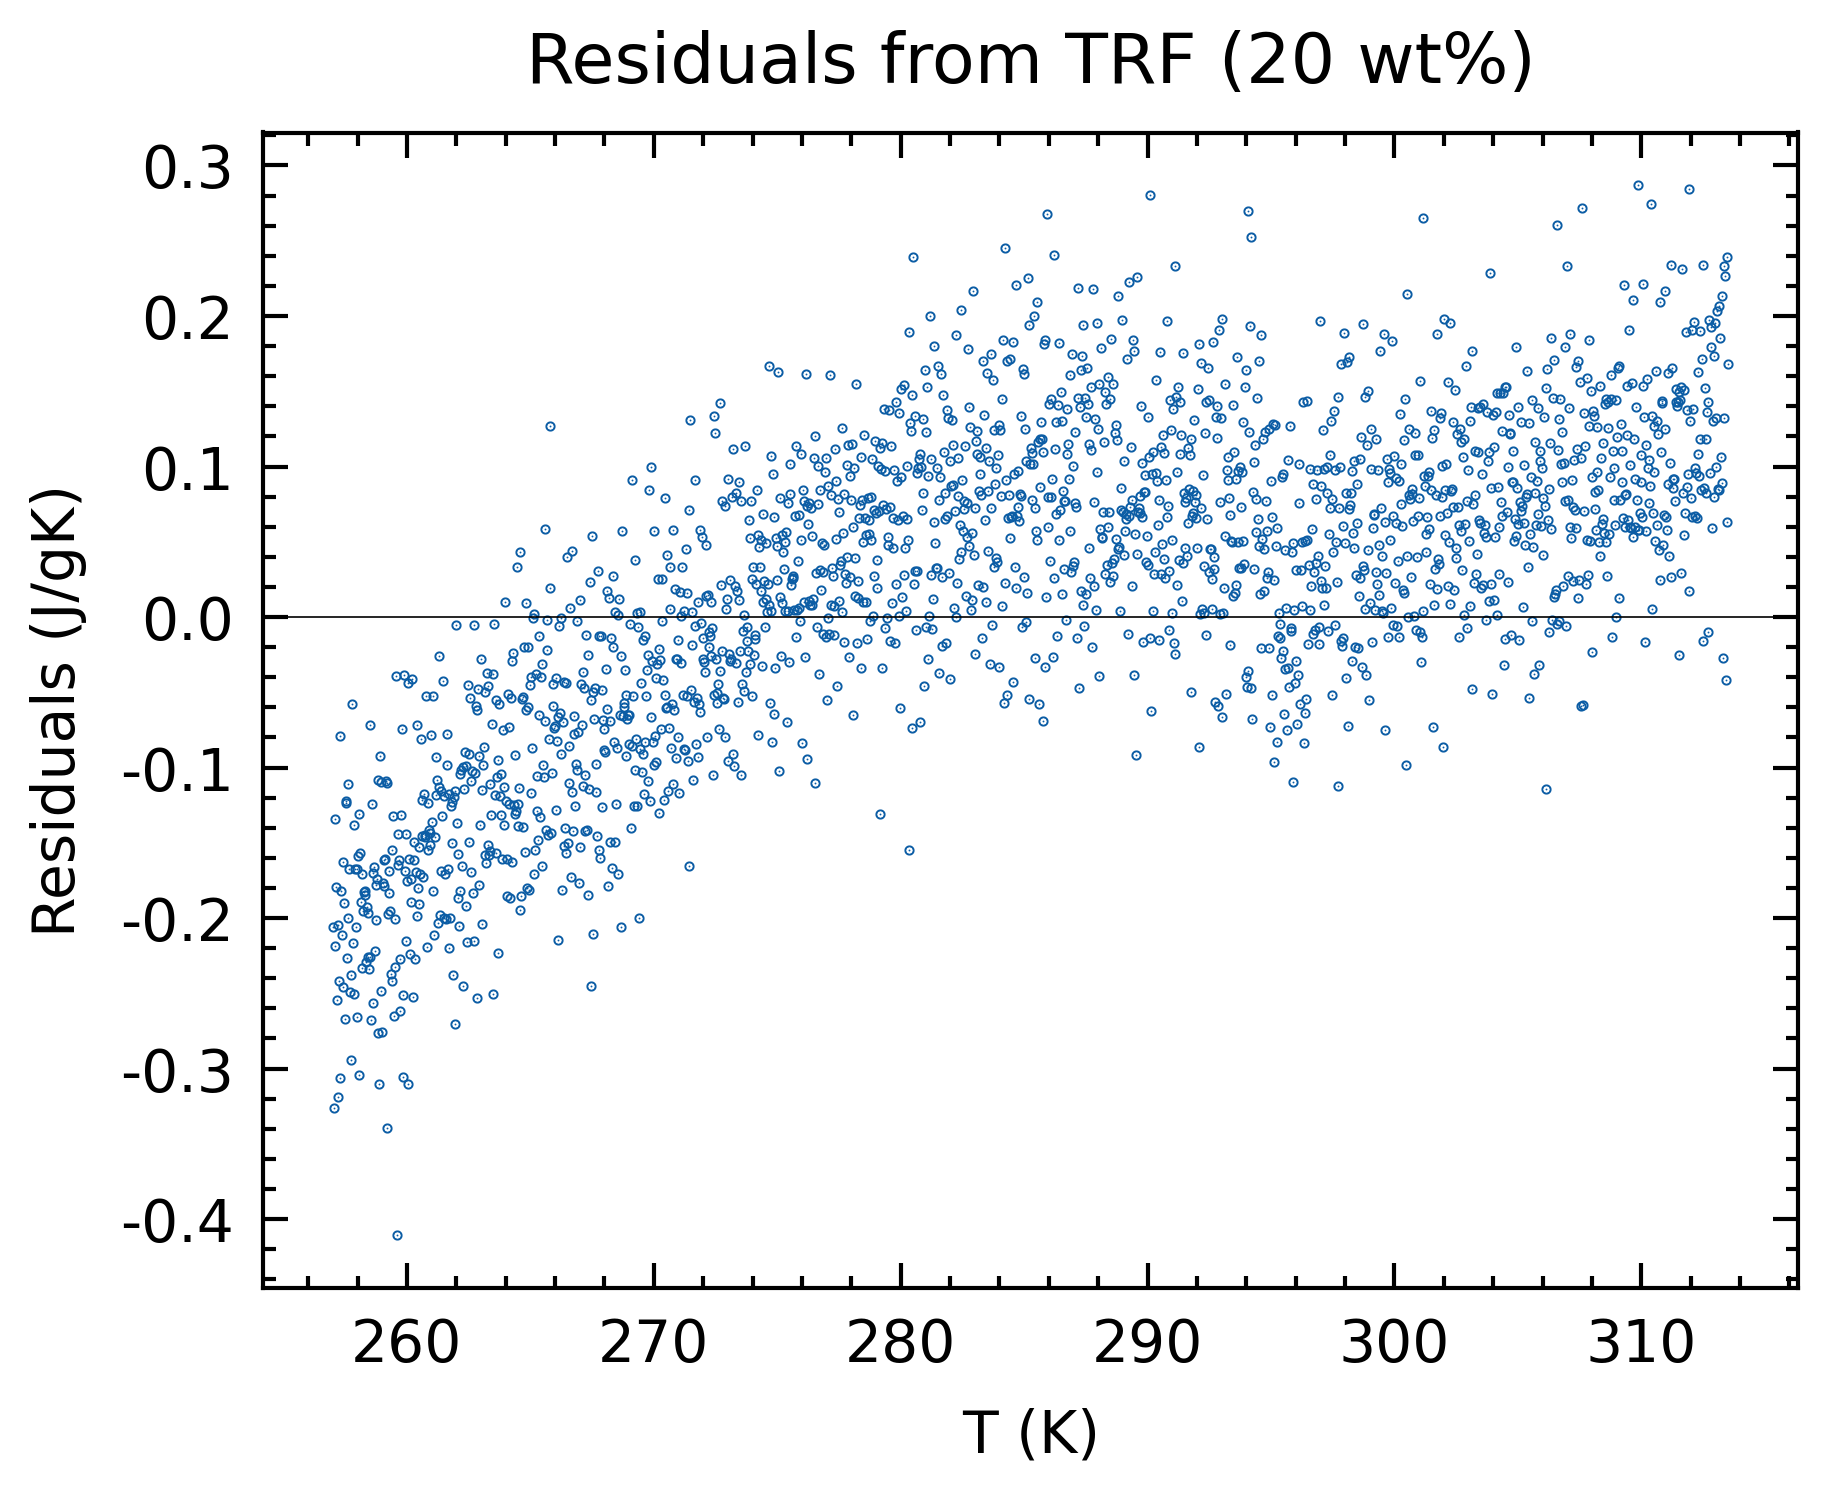 Residuals from TRF (20 wt%)
Residuals (J/gK)
0.3
0.2
0.1
0.0
-0.1
-0.2
-0.3
-0.4
260 270 280 290 300 310
T (K)